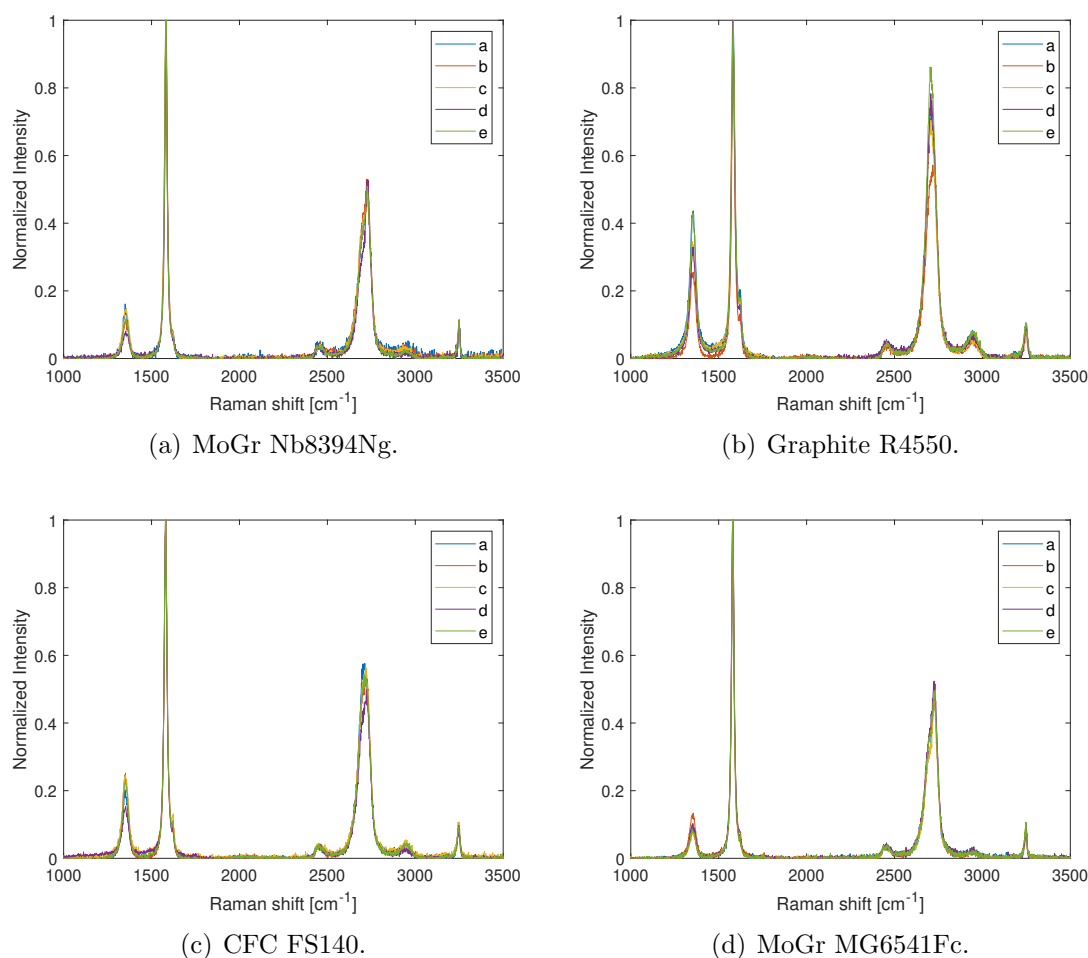 1
0.8
0.6
0.4
0.2
0
Normalized Intensity
a
b
c
d
e
1000 1500 2000 2500 3000 3500
Raman shift [cm⁻¹]
(a) MoGr Nb8394Ng.
1
0.8
0.6
0.4
0.2
0
Normalized Intensity
a
b
c
d
e
1000 1500 2000 2500 3000 3500
Raman shift [cm⁻¹]
(b) Graphite R4550.
1
0.8
0.6
0.4
0.2
0
Normalized Intensity
a
b
c
d
e
1000 1500 2000 2500 3000 3500
Raman shift [cm⁻¹]
(c) CFC FS140.
1
0.8
0.6
0.4
0.2
0
Normalized Intensity
a
b
c
d
e
1000 1500 2000 2500 3000 3500
Raman shift [cm⁻¹]
(d) MoGr MG6541Fc.